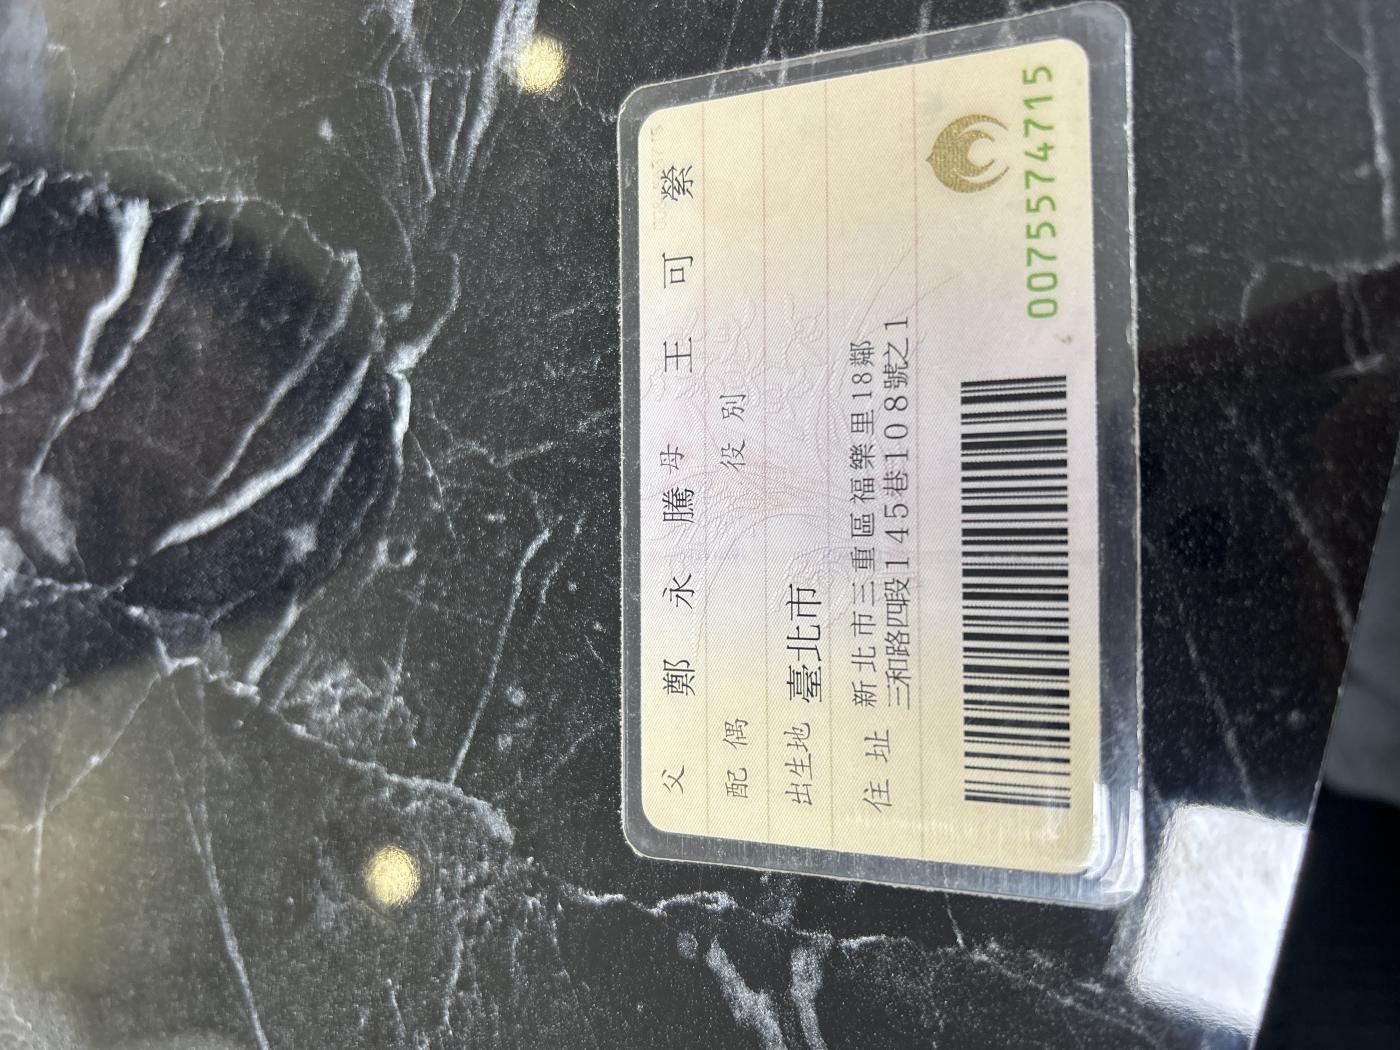 父 鄭永騰 母 王可縈
配偶 役別
出生地 臺北市
住址 新北市三重區福樂里18鄰
三和路四段145巷108號之1
0075574715